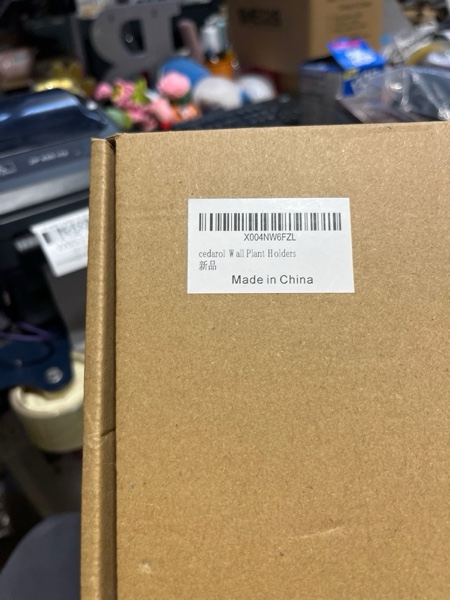 X004NW6FZL
cedarol Wall Plant Holders
新品
Made in China